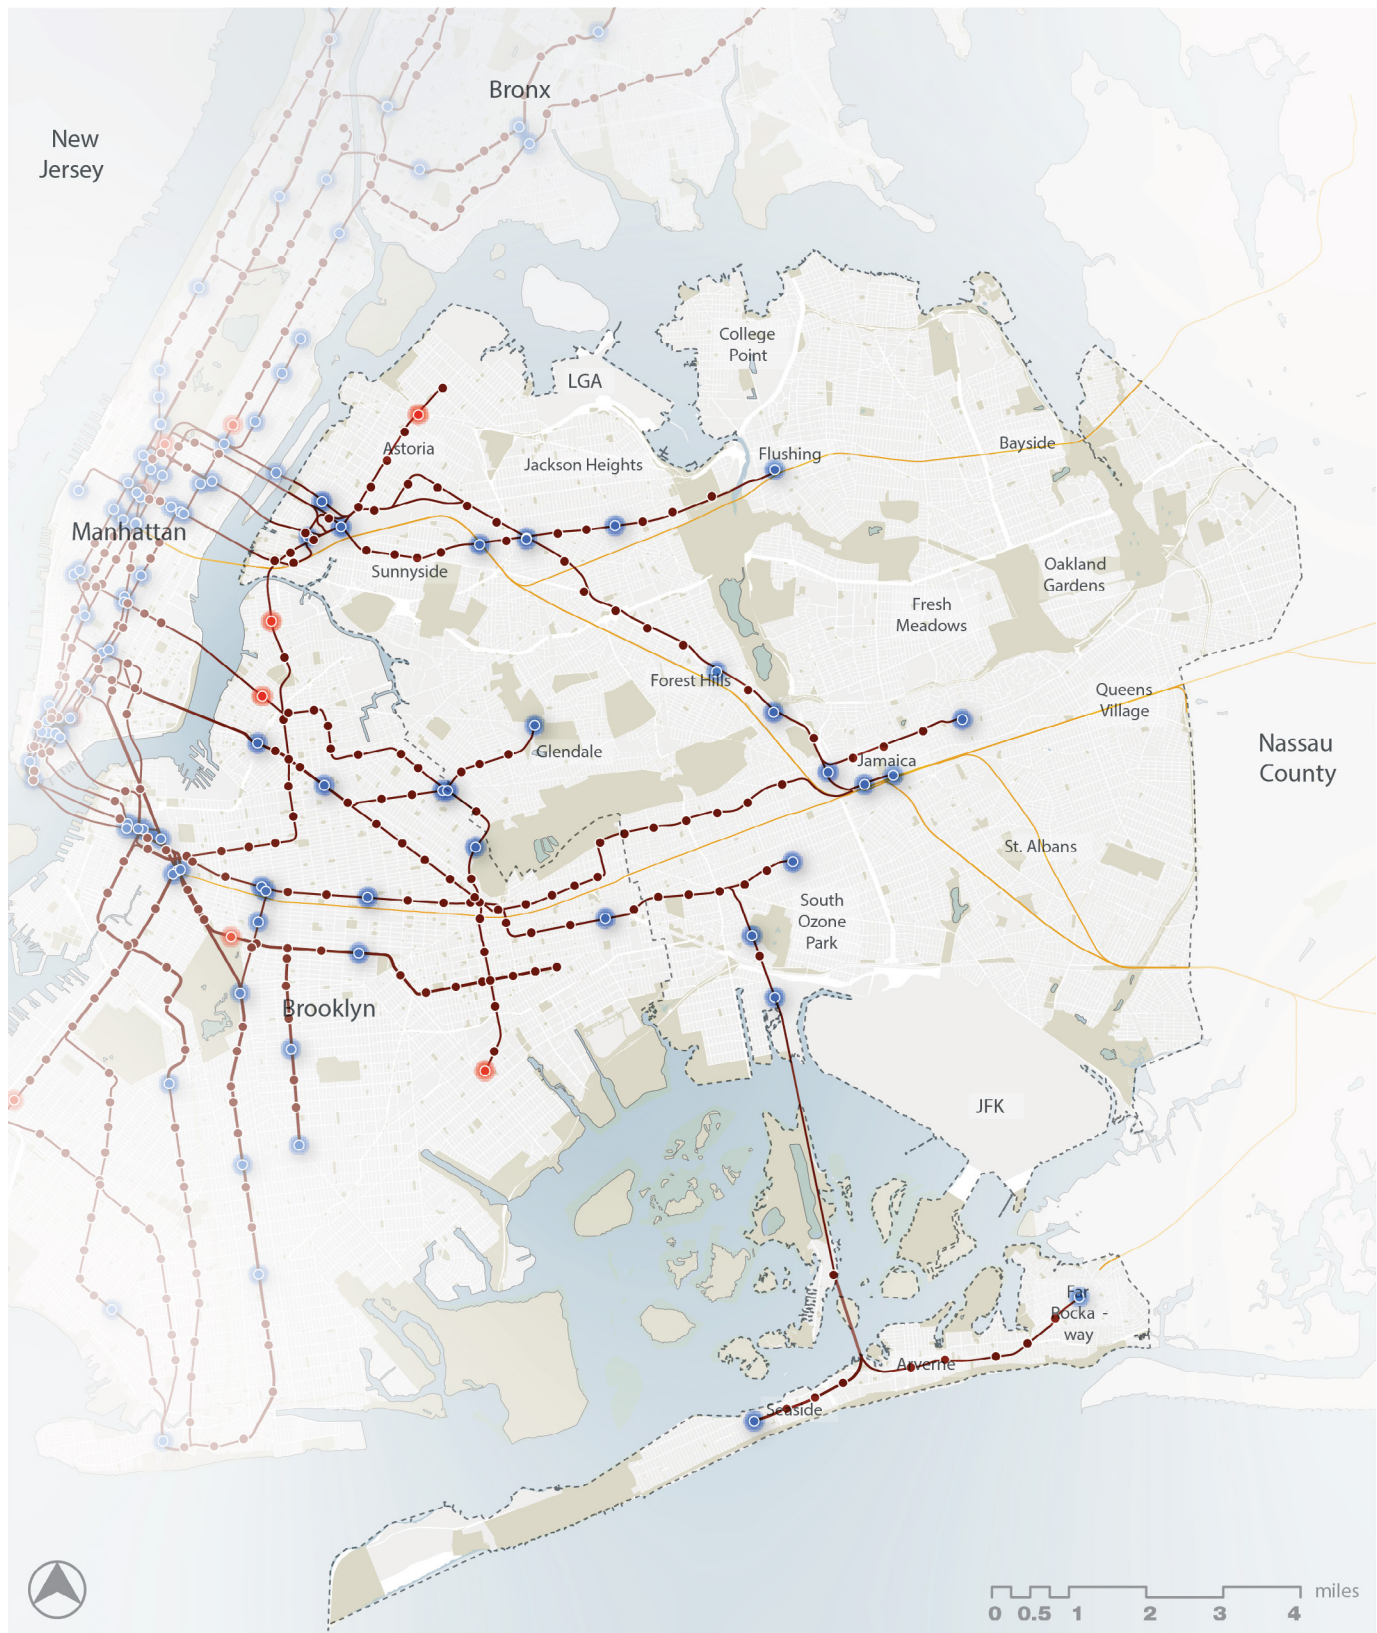 Bronx
New
Jersey
College
Point
LGA
Astoria
Jackson Heights
Flushing
Bayside
Manhattan
Sunnyside
Oakland
Gardens
Fresh
Meadows
Forest Hills
Queens
Village
Glendale
Jamaica
Nassau
County
St. Albans
South
Ozone
Park
Brooklyn
JFK
Far
Rocka -
way
Arverne
Seaside
miles
0 0.5 1 2 3 4